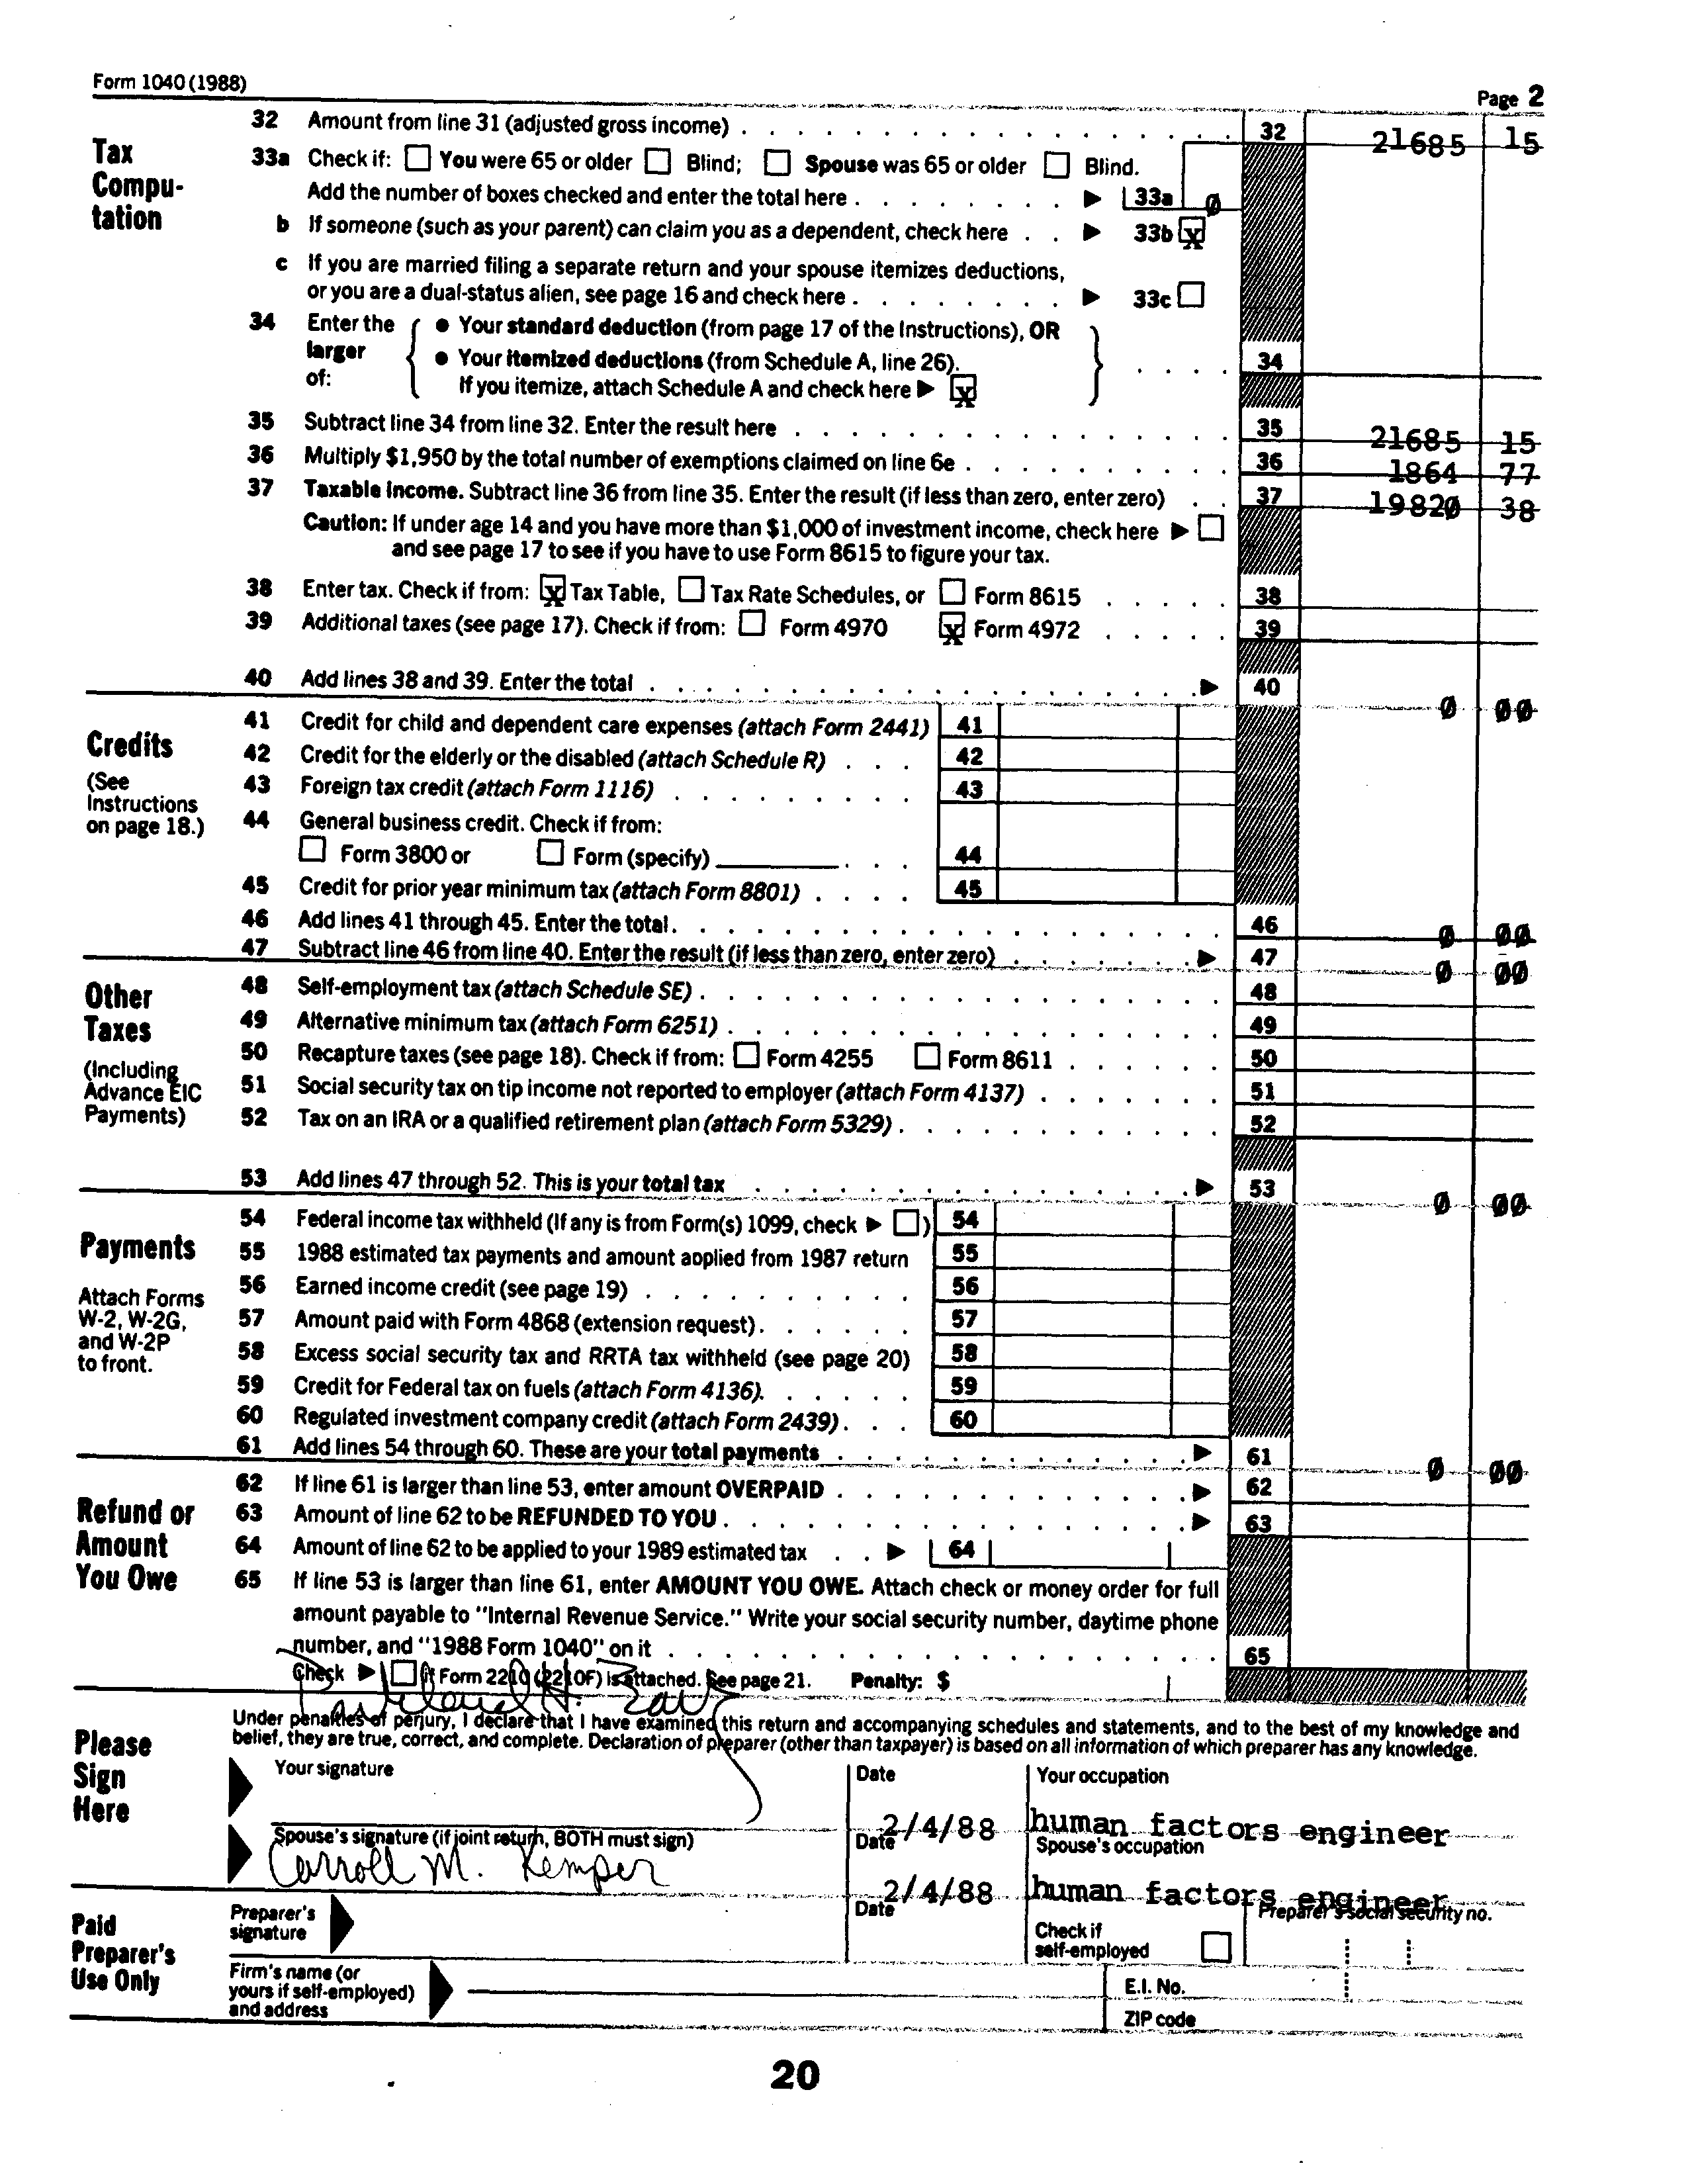 Form 1040 (1988)
Page 2
Tax Compu-tation
32 Amount from line 31 (adjusted gross income) 32 21685 15
33a Check if: You were 65 or older Blind; Spouse was 65 or older Blind.
Add the number of boxes checked and enter the total here 33a 0
b If someone (such as your parent) can claim you as a dependent, check here 33b X
c If you are married filing a separate return and your spouse itemizes deductions,
or you are a dual-status alien, see page 16 and check here 33c
34 Enter the larger of:
• Your standard deduction (from page 17 of the Instructions), OR
• Your itemized deductions (from Schedule A, line 26).
If you itemize, attach Schedule A and check here X
34
35 Subtract line 34 from line 32. Enter the result here 35 21685 15
36 Multiply $1,950 by the total number of exemptions claimed on line 6e 36 1864 77
37 Taxable income. Subtract line 36 from line 35. Enter the result (if less than zero, enter zero) 37 19820 38
Caution: If under age 14 and you have more than $1,000 of investment income, check here
and see page 17 to see if you have to use Form 8615 to figure your tax.
38 Enter tax. Check if from: X Tax Table, Tax Rate Schedules, or Form 8615 38
39 Additional taxes (see page 17). Check if from: Form 4970 X Form 4972 39
40 Add lines 38 and 39. Enter the total 40 0 00
Credits
(See Instructions on page 18.)
41 Credit for child and dependent care expenses (attach Form 2441) 41
42 Credit for the elderly or the disabled (attach Schedule R) 42
43 Foreign tax credit (attach Form 1116) 43
44 General business credit. Check if from:
Form 3800 or Form (specify) 44
45 Credit for prior year minimum tax (attach Form 8801) 45
46 Add lines 41 through 45. Enter the total 46 0 00
47 Subtract line 46 from line 40. Enter the result (if less than zero, enter zero) 47 0 00
Other Taxes
(Including Advance EIC Payments)
48 Self-employment tax (attach Schedule SE) 48
49 Alternative minimum tax (attach Form 6251) 49
50 Recapture taxes (see page 18). Check if from: Form 4255 Form 8611 50
51 Social security tax on tip income not reported to employer (attach Form 4137) 51
52 Tax on an IRA or a qualified retirement plan (attach Form 5329) 52
53 Add lines 47 through 52. This is your total tax 53 0 00
Payments
Attach Forms W-2, W-2G, and W-2P to front.
54 Federal income tax withheld (If any is from Form(s) 1099, check ) 54
55 1988 estimated tax payments and amount applied from 1987 return 55
56 Earned income credit (see page 19) 56
57 Amount paid with Form 4868 (extension request) 57
58 Excess social security tax and RRTA tax withheld (see page 20) 58
59 Credit for Federal tax on fuels (attach Form 4136) 59
60 Regulated investment company credit (attach Form 2439) 60
61 Add lines 54 through 60. These are your total payments 61 0 00
Refund or Amount You Owe
62 If line 61 is larger than line 53, enter amount OVERPAID 62
63 Amount of line 62 to be REFUNDED TO YOU 63
64 Amount of line 62 to be applied to your 1989 estimated tax 64
65 If line 53 is larger than line 61, enter AMOUNT YOU OWE. Attach check or money order for full
amount payable to "Internal Revenue Service." Write your social security number, daytime phone
number, and "1988 Form 1040" on it 65
Check if Form 2210 (2210F) is attached. See page 21. Penalty: $
Please Sign Here
Under penalties of perjury, I declare that I have examined this return and accompanying schedules and statements, and to the best of my knowledge and
belief, they are true, correct, and complete. Declaration of preparer (other than taxpayer) is based on all information of which preparer has any knowledge.
Your signature
Date
Your occupation
2/4/88
human factors engineer
Spouse's signature (if joint return, BOTH must sign)
Date
Spouse's occupation
Carroll M. Kemper
2/4/88
human factors engineer
Paid Preparer's Use Only
Preparer's signature
Date
Check if self-employed
Preparer's social security no.
Firm's name (or yours if self-employed) and address
E.I. No.
ZIP code
20